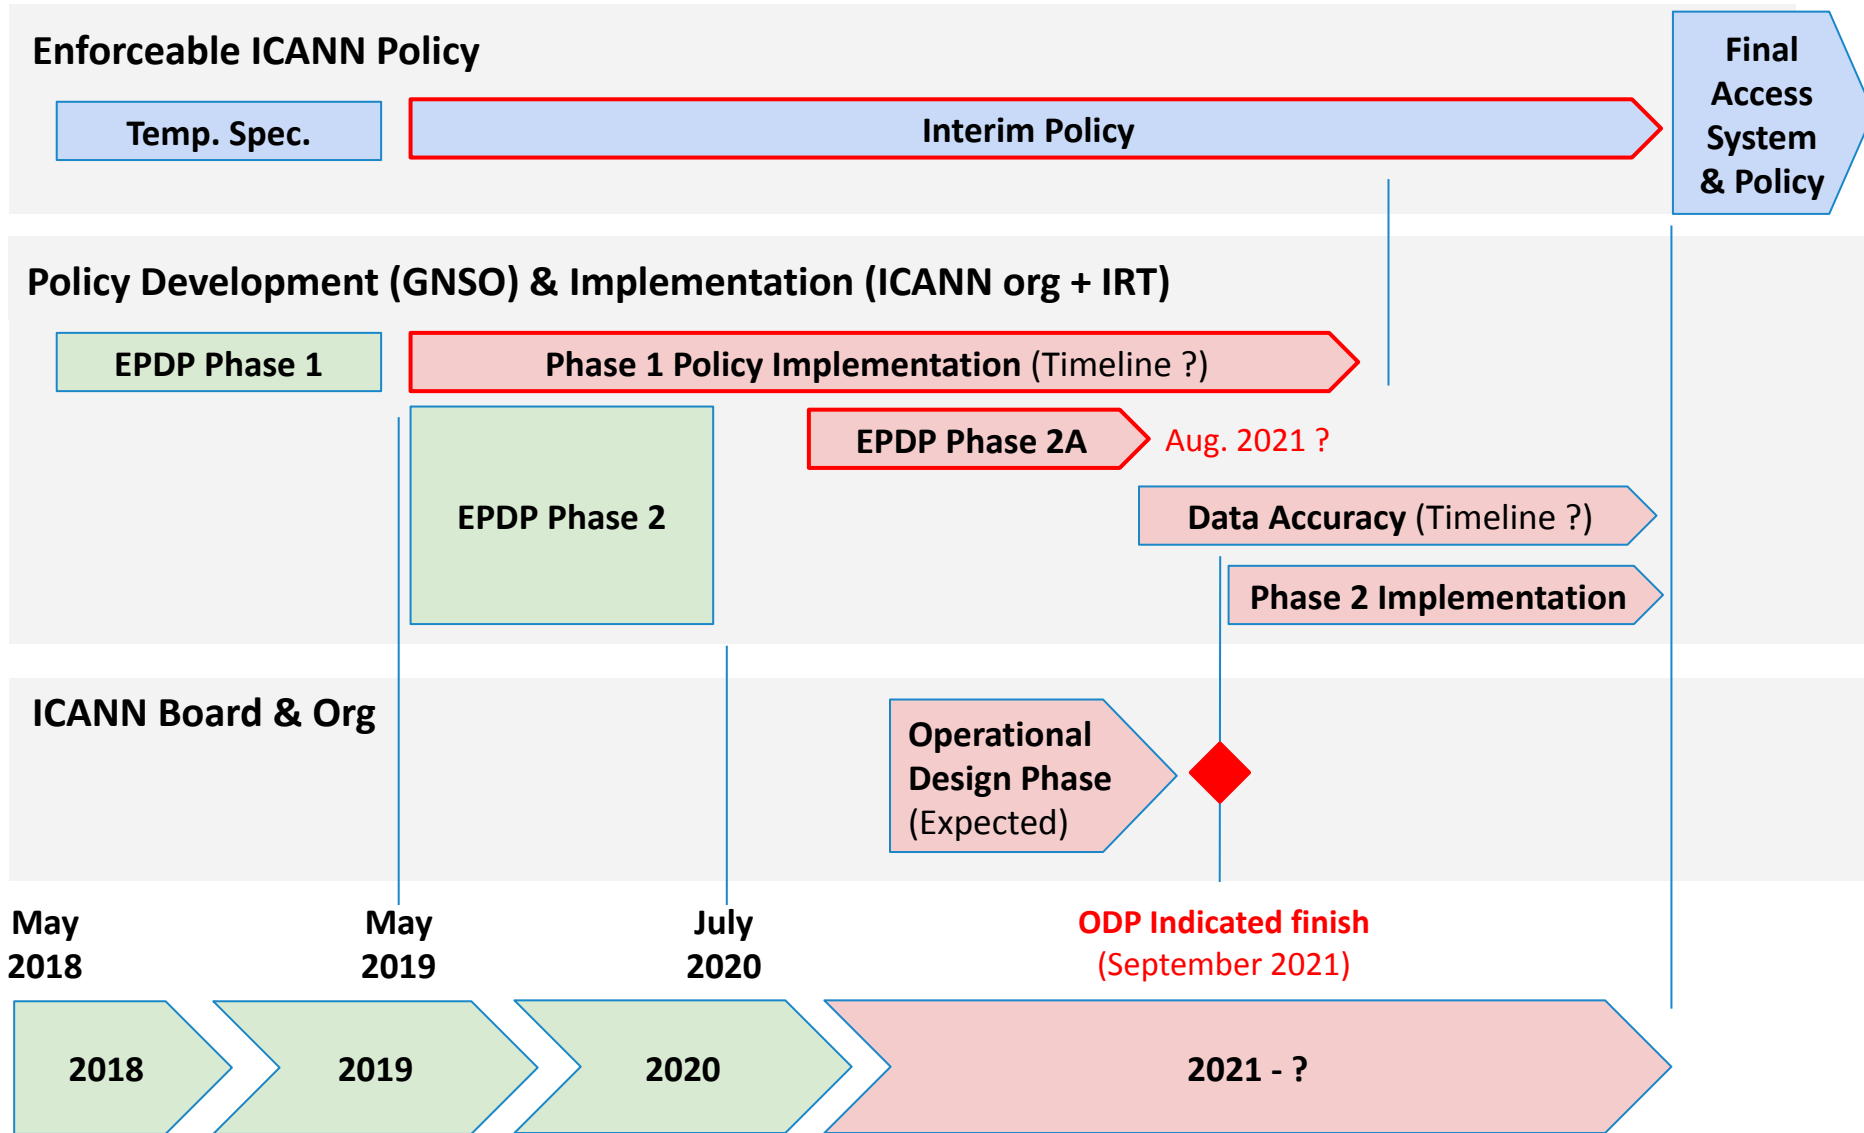 Enforceable ICANN Policy
Temp. Spec.
Interim Policy
Final
Access
System
& Policy
Policy Development (GNSO) & Implementation (ICANN org + IRT)
EPDP Phase 1
Phase 1 Policy Implementation (Timeline ?)
EPDP Phase 2A
Aug. 2021 ?
EPDP Phase 2
Data Accuracy (Timeline ?)
Phase 2 Implementation
ICANN Board & Org
Operational
Design Phase
(Expected)
May
2018
May
2019
July
2020
ODP Indicated finish
(September 2021)
2018
2019
2020
2021 - ?